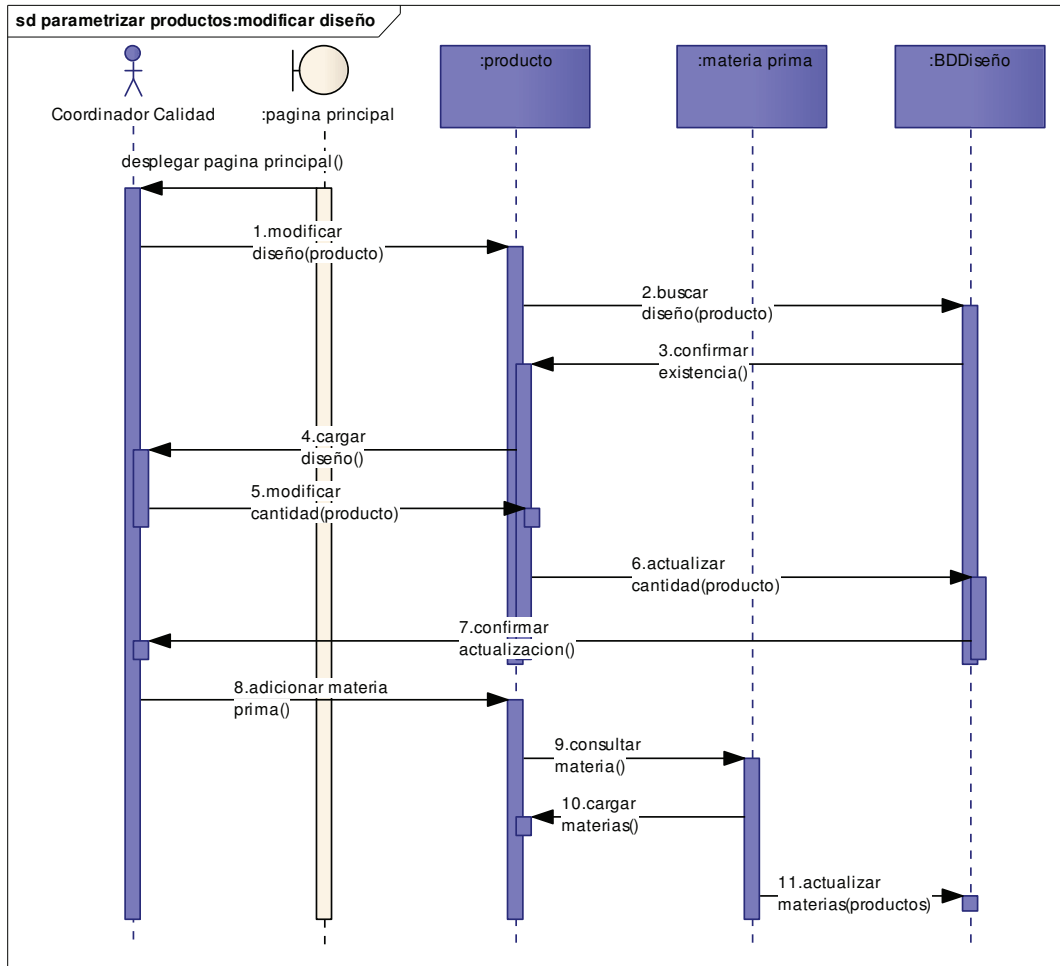 sd parametrizar productos:modificar diseño
Coordinador Calidad
:pagina principal
:producto
:materia prima
:BDDiseño
desplegar pagina principal()
1.modificar
diseño(producto)
2.buscar
diseño(producto)
3.confirmar
existencia()
4.cargar
diseño()
5.modificar
cantidad(producto)
6.actualizar
cantidad(producto)
7.confirmar
actualizacion()
8.adicionar materia
prima()
9.consultar
materia()
10.cargar
materias()
11.actualizar
materias(productos)